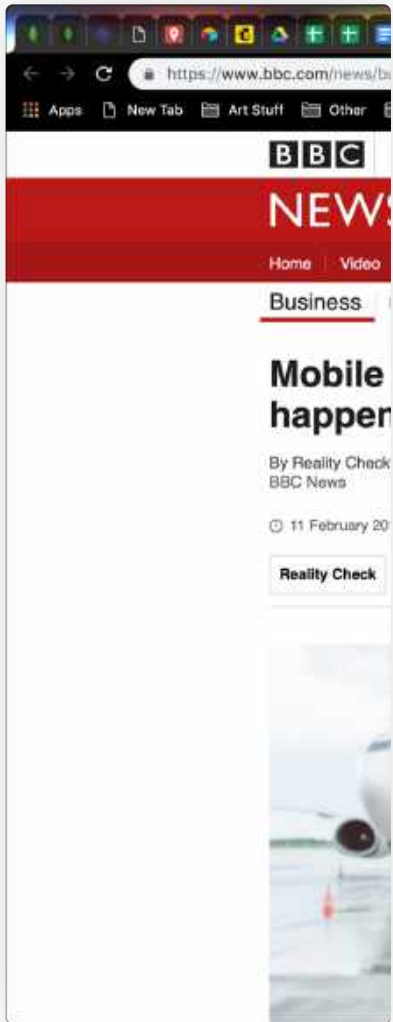 https://www.bbc.com/news/bu
Apps New Tab Art Stuff Other
BBC
NEWS
Home Video
Business
Mobile
happen
By Reality Check
BBC News
11 February 20
Reality Check